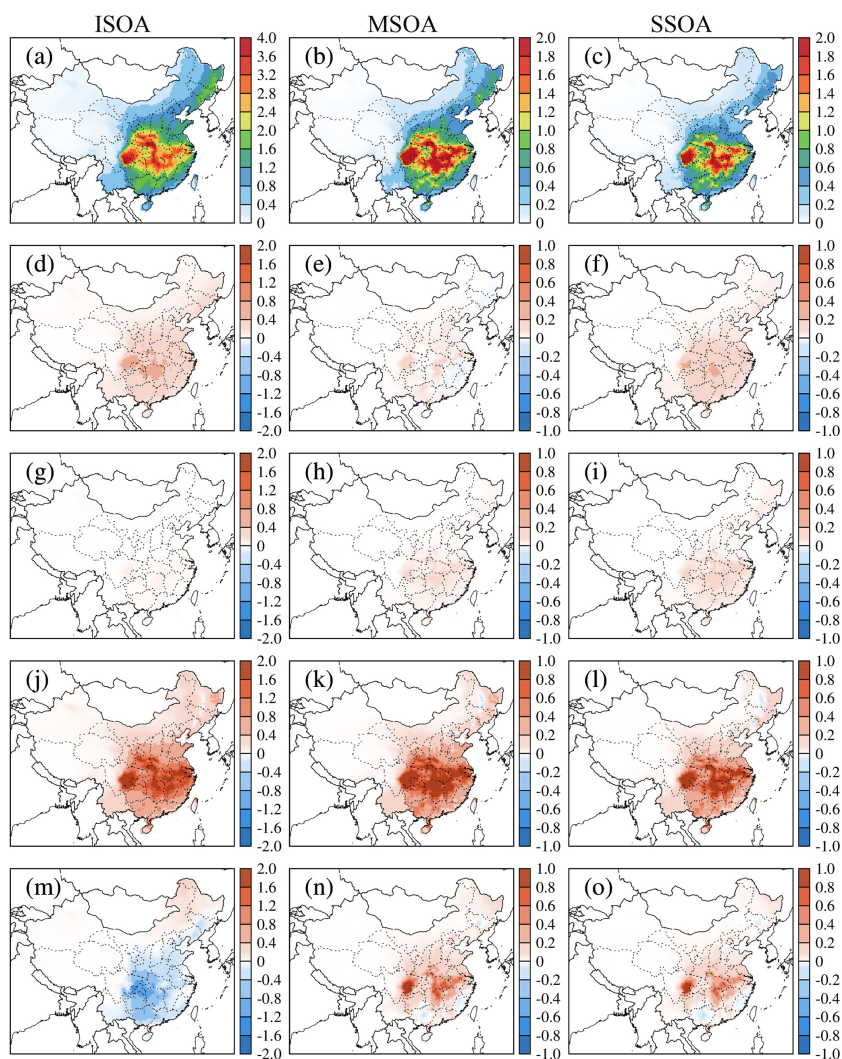 ISOA MSOA SSOA
(a) 4.0 (b) 2.0 (c) 2.0
3.6 1.8 1.8
3.2 1.6 1.6
2.8 1.4 1.4
2.4 1.2 1.2
2.0 1.0 1.0
1.6 0.8 0.8
1.2 0.6 0.6
0.8 0.4 0.4
0.4 0.2 0.2
0 0 0
(d) 2.0 (e) 1.0 (f) 1.0
1.6 0.8 0.8
1.2 0.6 0.6
0.8 0.4 0.4
0.4 0.2 0.2
0 0 0
-0.4 -0.2 -0.2
-0.8 -0.4 -0.4
-1.2 -0.6 -0.6
-1.6 -0.8 -0.8
-2.0 -1.0 -1.0
(g) 2.0 (h) 1.0 (i) 1.0
1.6 0.8 0.8
1.2 0.6 0.6
0.8 0.4 0.4
0.4 0.2 0.2
0 0 0
-0.4 -0.2 -0.2
-0.8 -0.4 -0.4
-1.2 -0.6 -0.6
-1.6 -0.8 -0.8
-2.0 -1.0 -1.0
(j) 2.0 (k) 1.0 (l) 1.0
1.6 0.8 0.8
1.2 0.6 0.6
0.8 0.4 0.4
0.4 0.2 0.2
0 0 0
-0.4 -0.2 -0.2
-0.8 -0.4 -0.4
-1.2 -0.6 -0.6
-1.6 -0.8 -0.8
-2.0 -1.0 -1.0
(m) 2.0 (n) 1.0 (o) 1.0
1.6 0.8 0.8
1.2 0.6 0.6
0.8 0.4 0.4
0.4 0.2 0.2
0 0 0
-0.4 -0.2 -0.2
-0.8 -0.4 -0.4
-1.2 -0.6 -0.6
-1.6 -0.8 -0.8
-2.0 -1.0 -1.0